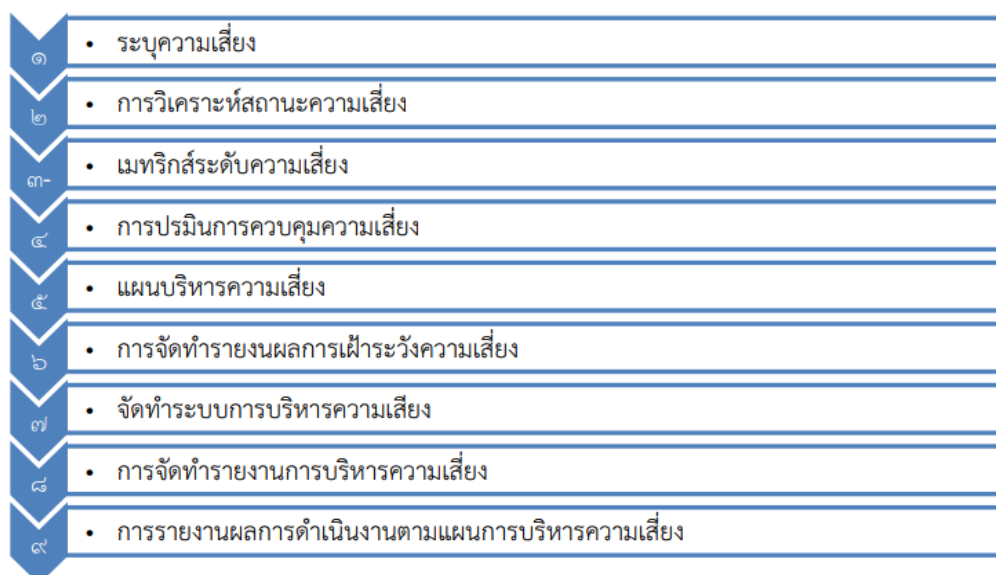 ๑ • ระบุความเสี่ยง
๒ • การวิเคราะห์สถานะความเสี่ยง
๓- • เมทริกส์ระดับความเสี่ยง
๔ • การปรมินการควบคุมความเสี่ยง
๕ • แผนบริหารความเสี่ยง
๖ • การจัดทำรายงนผลการเฝ้าระวังความเสี่ยง
๗ • จัดทำระบบการบริหารความเสียง
๘ • การจัดทำรายงานการบริหารความเสี่ยง
๙ • การรายงานผลการดำเนินงานตามแผนการบริหารความเสี่ยง